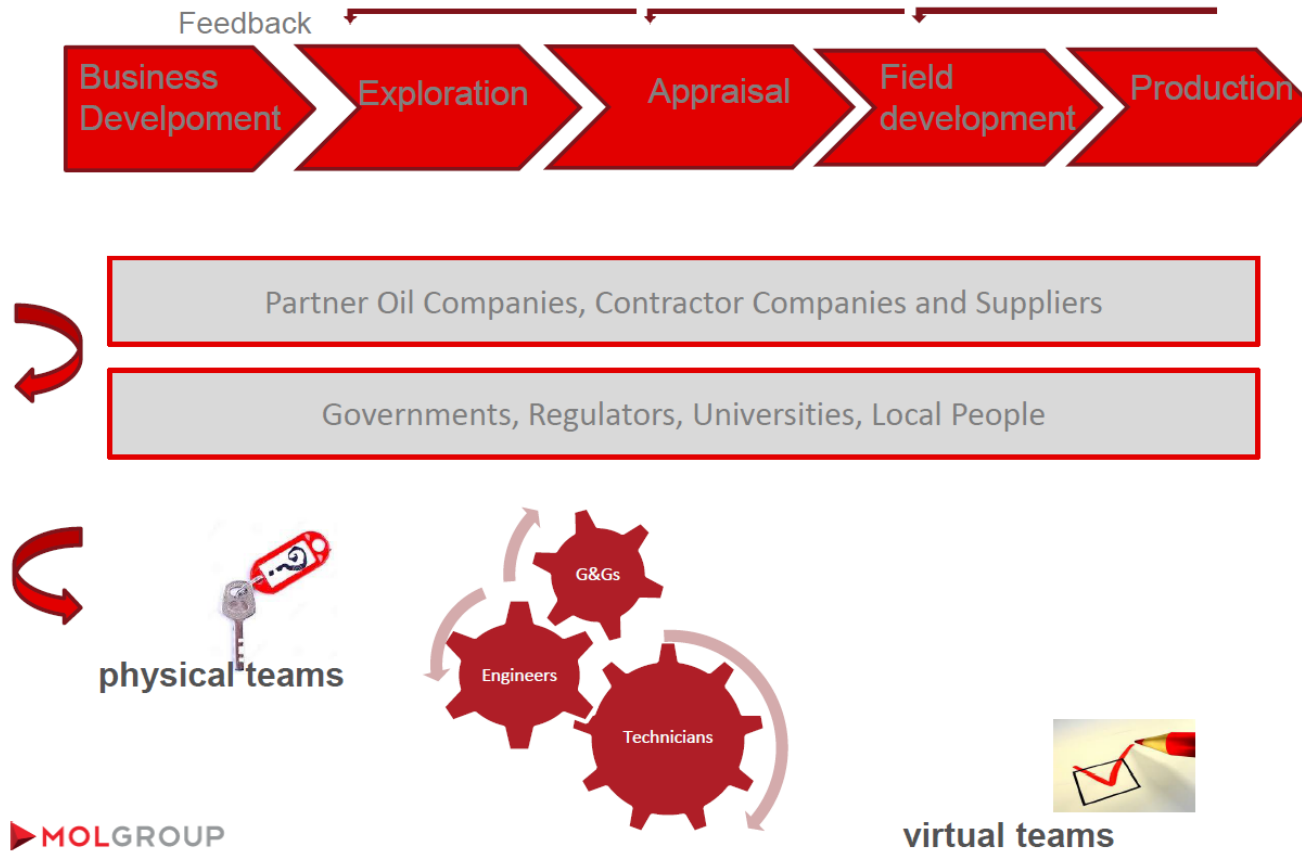 Feedback
Business
Develpoment
Exploration
Appraisal
Field
development
Production
Partner Oil Companies, Contractor Companies and Suppliers
Governments, Regulators, Universities, Local People
?
physical teams
G&Gs
Engineers
Technicians
virtual teams
MOLGROUP